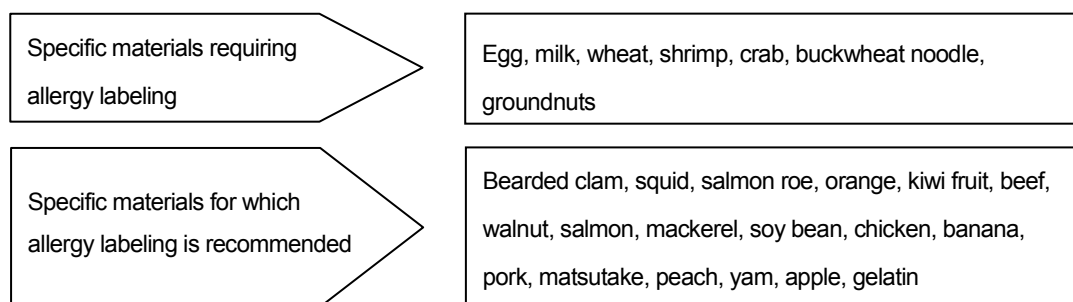 Specific materials requiring
allergy labeling
Egg, milk, wheat, shrimp, crab, buckwheat noodle,
groundnuts
Specific materials for which
allergy labeling is recommended
Bearded clam, squid, salmon roe, orange, kiwi fruit, beef,
walnut, salmon, mackerel, soy bean, chicken, banana,
pork, matsutake, peach, yam, apple, gelatin